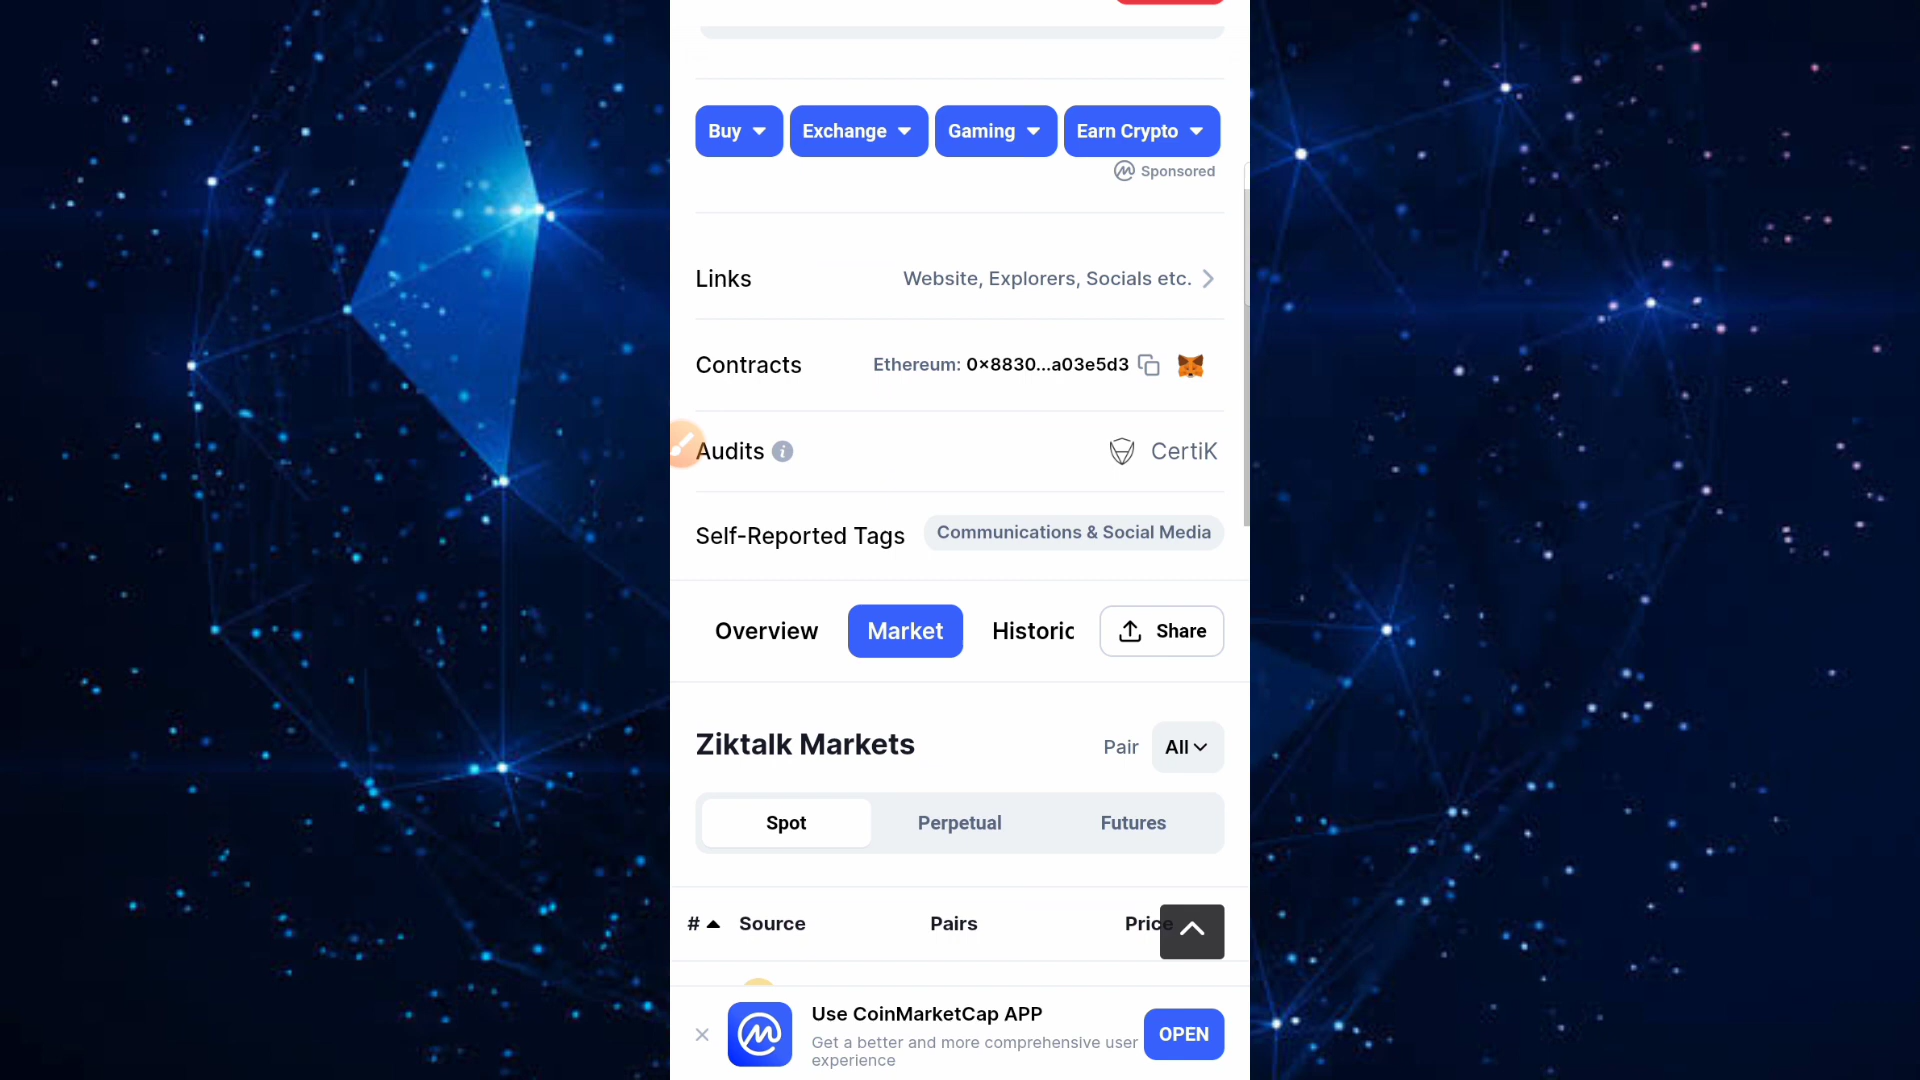 Buy Exchange Gaming Earn Crypto
Sponsored
Links Website, Explorers, Socials etc.
Contracts Ethereum: 0x8830...a03e5d3
Audits CertiK
Self-Reported Tags Communications & Social Media
Overview Market Historic Share
Ziktalk Markets Pair All
Spot Perpetual Futures
# Source Pairs Price
Use CoinMarketCap APP
Get a better and more comprehensive user
experience
OPEN